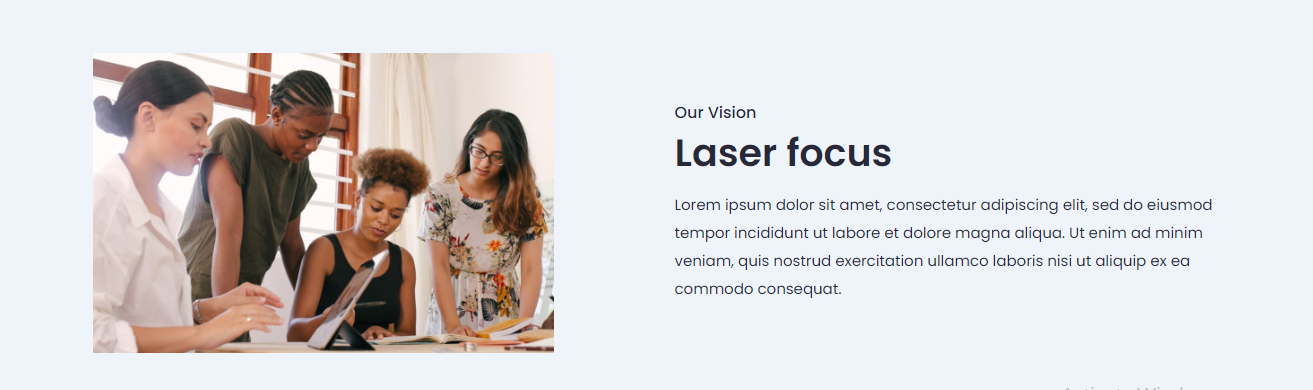 Our Vision
Laser focus
Lorem ipsum dolor sit amet, consectetur adipiscing elit, sed do eiusmod
tempor incididunt ut labore et dolore magna aliqua. Ut enim ad minim
veniam, quis nostrud exercitation ullamco laboris nisi ut aliquip ex ea
commodo consequat.